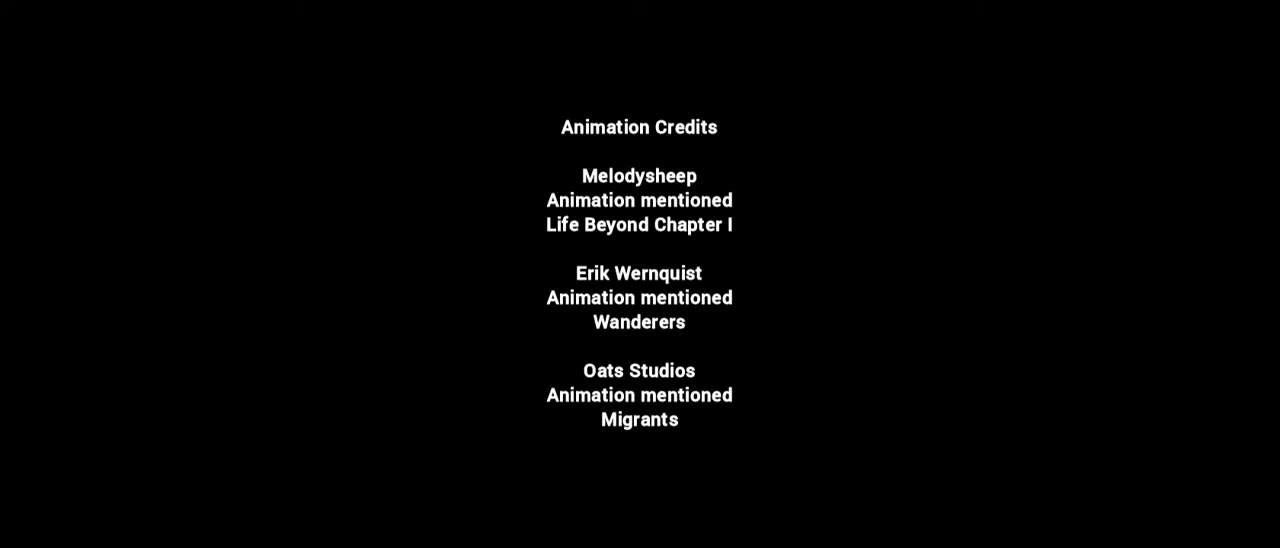 Animation Credits
Melodysheep
Animation mentioned
Life Beyond Chapter I
Erik Wernquist
Animation mentioned
Wanderers
Oats Studios
Animation mentioned
Migrants